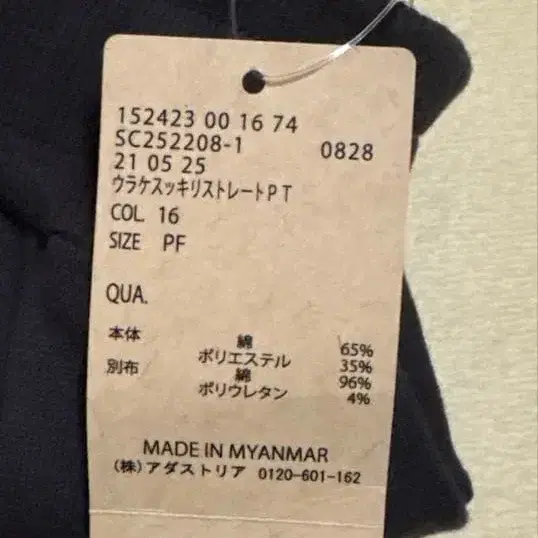 152423 00 16 74
SC252208-1 0828
21 05 25
ウラケスッキリストレートPT
COL. 16
SIZE PF
QUA.
本体 綿 65%
ポリエステル 35%
別布 綿 96%
ポリウレタン 4%
MADE IN MYANMAR
(株)アダストリア 0120-601-162